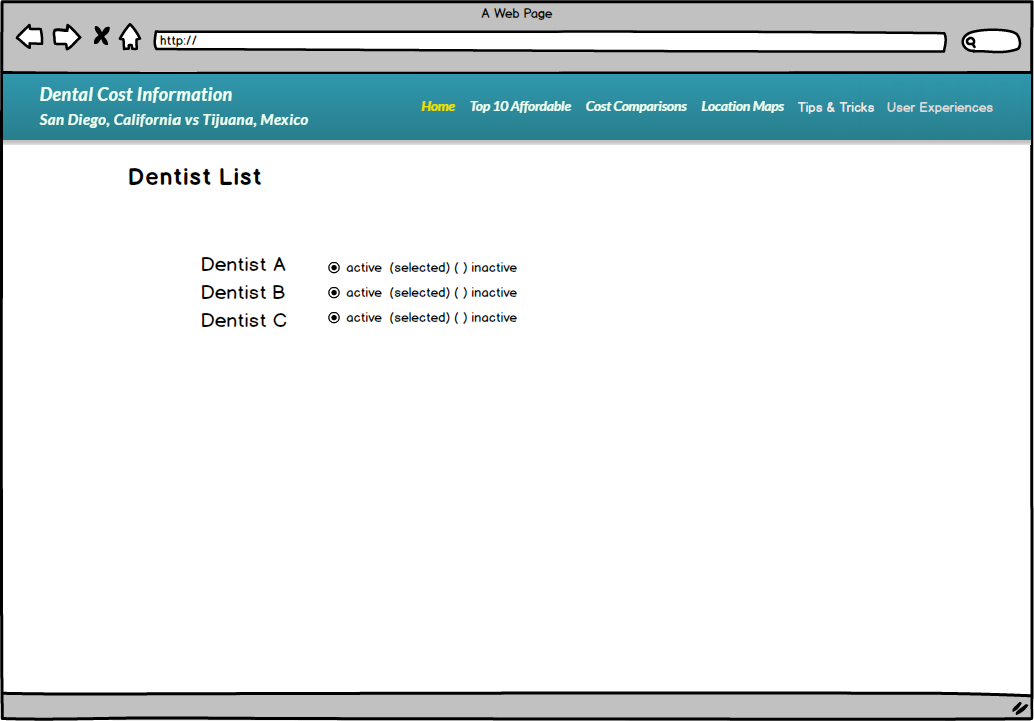 A Web Page
http://
Dental Cost Information
San Diego, California vs Tijuana, Mexico
Home Top 10 Affordable Cost Comparisons Location Maps Tips & Tricks User Experiences
Dentist List
Dentist A active (selected) ( ) inactive
Dentist B active (selected) ( ) inactive
Dentist C active (selected) ( ) inactive